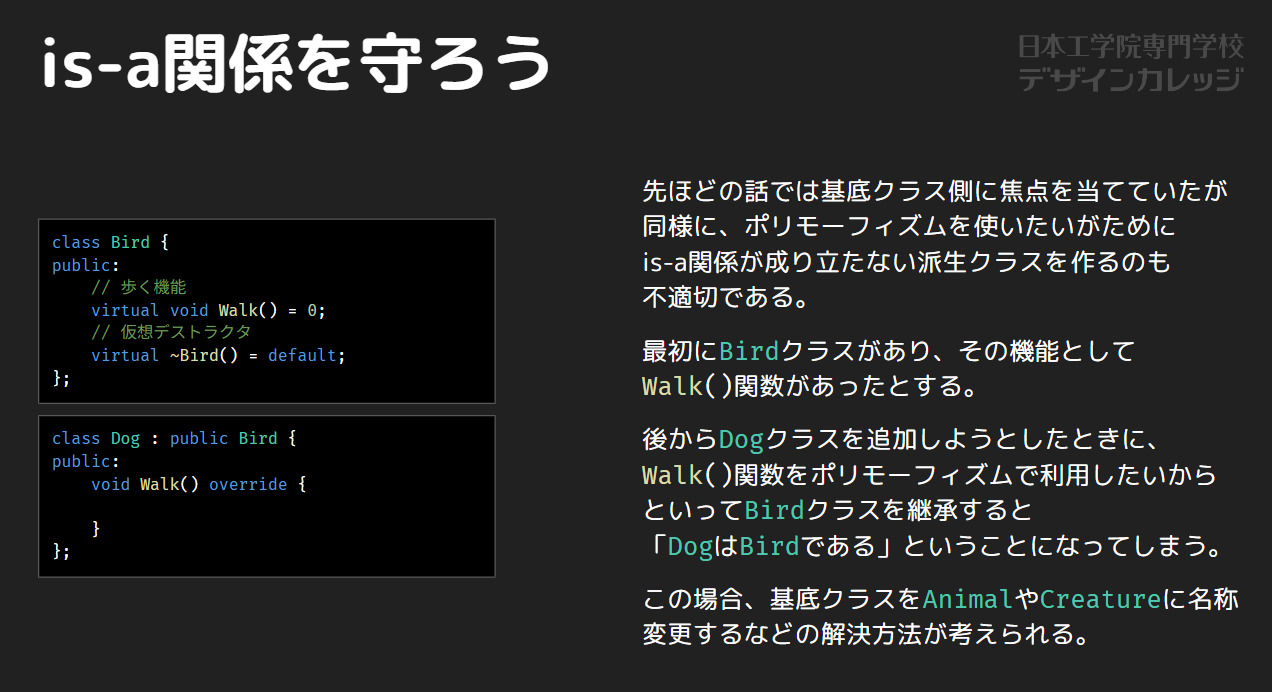 is-a関係を守ろう
日本工学院専門学校
デザインカレッジ
class Bird {
public:
    // 歩く機能
    virtual void Walk() = 0;
    // 仮想デストラクタ
    virtual ~Bird() = default;
};
class Dog : public Bird {
public:
    void Walk() override {

    }
};
先ほどの話では基底クラス側に焦点を当てていたが
同様に、ポリモーフィズムを使いたいがために
is-a関係が成り立たない派生クラスを作るのも
不適切である。
最初にBirdクラスがあり、その機能として
Walk()関数があったとする。
後からDogクラスを追加しようとしたときに、
Walk()関数をポリモーフィズムで利用したいから
といってBirdクラスを継承すると
「DogはBirdである」ということになってしまう。
この場合、基底クラスをAnimalやCreatureに名称
変更するなどの解決方法が考えられる。